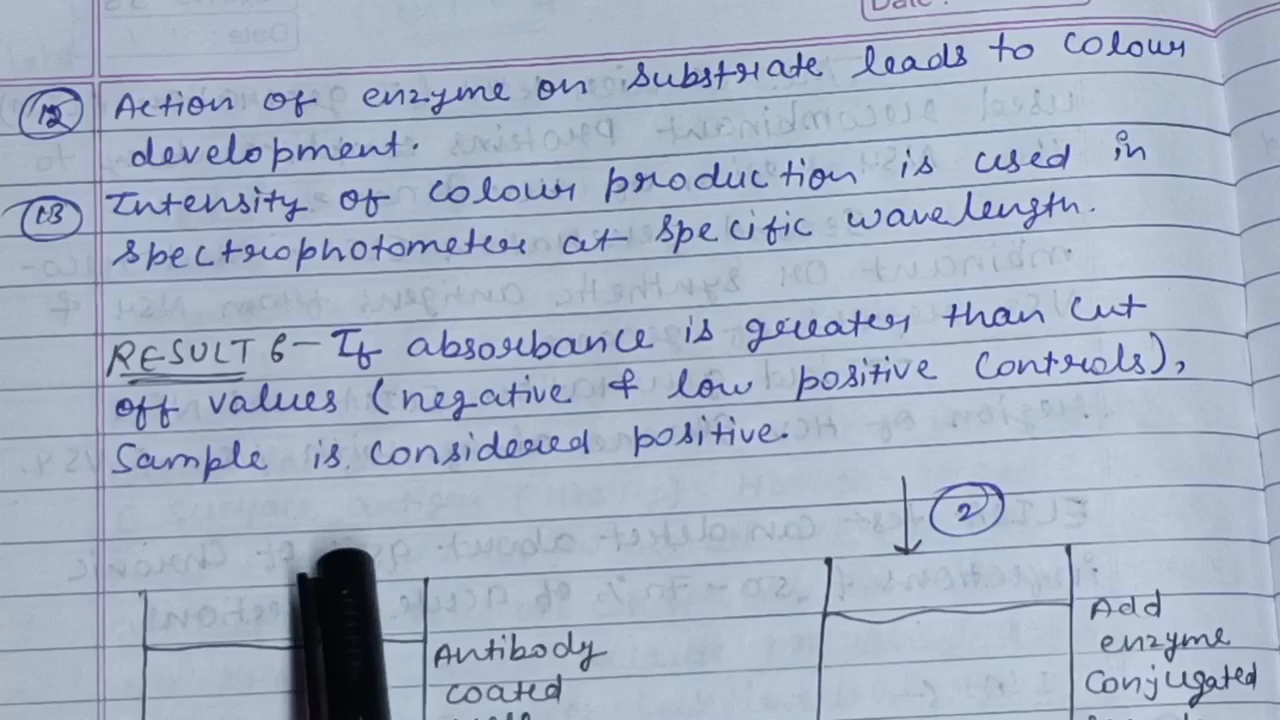 Date:
12 Action of enzyme on substrate leads to colour
development.
13 Intensity of colour production is used in
spectrophotometer at specific wavelength.
RESULT :- If absorbance is greater than cut
off values (negative & low positive controls),
Sample is considered positive.
2
Antibody
coated
Add
enzyme
conjugated